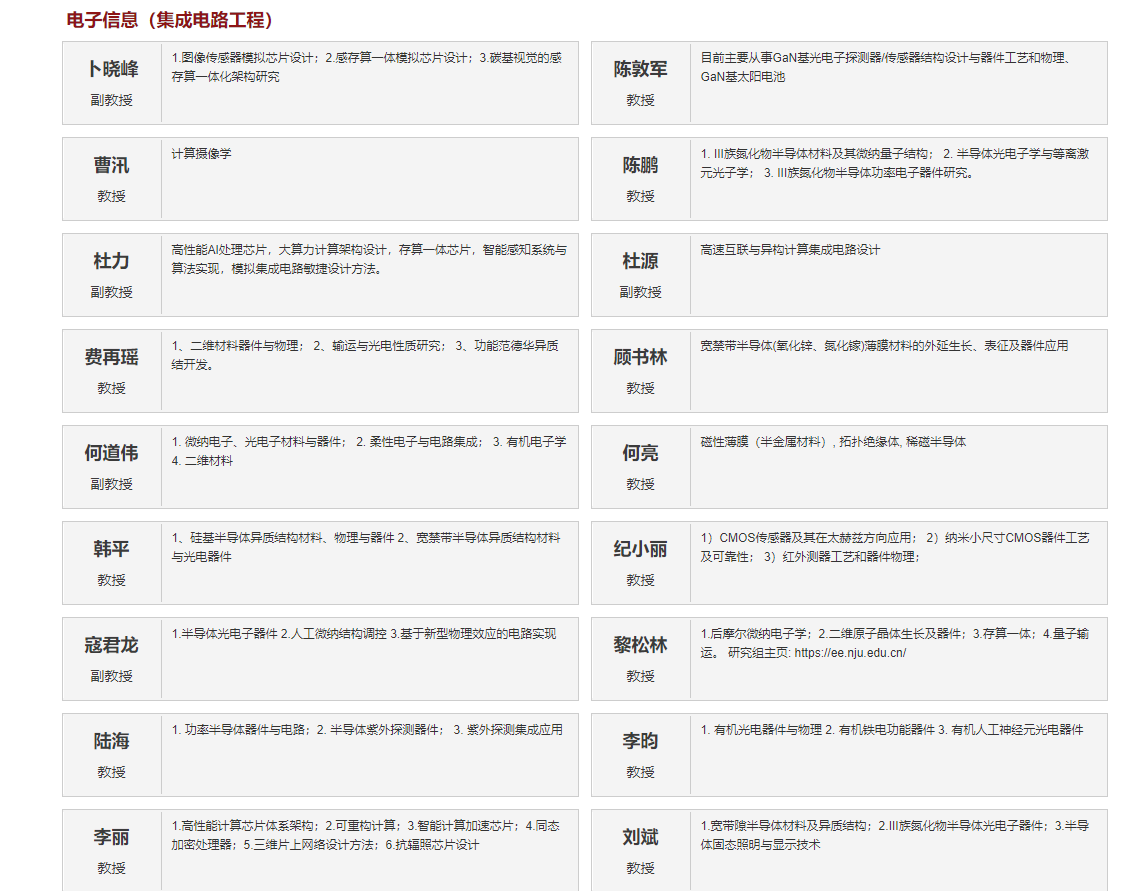 电子信息（集成电路工程）
卜晓峰
副教授
1.图像传感器模拟芯片设计；2.感存算一体模拟芯片设计；3.碳基视觉的感
存算一体化架构研究
陈敦军
教授
目前主要从事GaN基光电子探测器/传感器结构设计与器件工艺和物理、
GaN基太阳电池
曹汛
教授
计算摄像学
陈鹏
教授
1. III族氮化物半导体材料及其微纳量子结构； 2. 半导体光电子学与等离激
元光子学； 3. III族氮化物半导体功率电子器件研究。
杜力
副教授
高性能AI处理芯片，大算力计算架构设计，存算一体芯片，智能感知系统与
算法实现，模拟集成电路敏捷设计方法。
杜源
副教授
高速互联与异构计算集成电路设计
费再瑶
教授
1、二维材料器件与物理； 2、输运与光电性质研究； 3、功能范德华异质
结开发。
顾书林
教授
宽禁带半导体(氧化锌、氮化镓)薄膜材料的外延生长、表征及器件应用
何道伟
副教授
1. 微纳电子、光电子材料与器件； 2. 柔性电子与电路集成； 3. 有机电子学
4. 二维材料
何亮
教授
磁性薄膜（半金属材料）, 拓扑绝缘体, 稀磁半导体
韩平
教授
1、硅基半导体异质结构材料、物理与器件 2、宽禁带半导体异质结构材料
与光电器件
纪小丽
教授
1）CMOS传感器及其在太赫兹方向应用； 2）纳米小尺寸CMOS器件工艺
及可靠性； 3）红外测器工艺和器件物理；
寇君龙
副教授
1.半导体光电子器件 2.人工微纳结构调控 3.基于新型物理效应的电路实现
黎松林
教授
1.后摩尔微纳电子学；2.二维原子晶体生长及器件；3.存算一体；4.量子输
运。 研究组主页: https://ee.nju.edu.cn/
陆海
教授
1. 功率半导体器件与电路；2. 半导体紫外探测器件； 3. 紫外探测集成应用
李昀
教授
1. 有机光电器件与物理 2. 有机铁电功能器件 3. 有机人工神经元光电器件
李丽
教授
1.高性能计算芯片体系架构；2.可重构计算；3.智能计算加速芯片；4.同态
加密处理器；5.三维片上网络设计方法；6.抗辐照芯片设计
刘斌
教授
1.宽带隙半导体材料及异质结构；2.III族氮化物半导体光电子器件；3.半导
体固态照明与显示技术